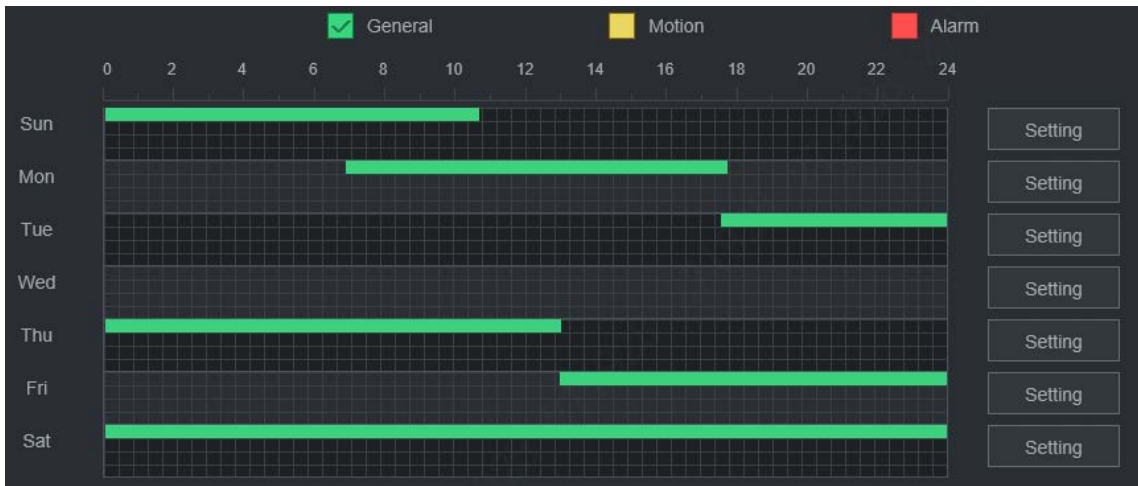 General Motion Alarm
0 2 4 6 8 10 12 14 16 18 20 22 24
Sun Setting
Mon Setting
Tue Setting
Wed Setting
Thu Setting
Fri Setting
Sat Setting